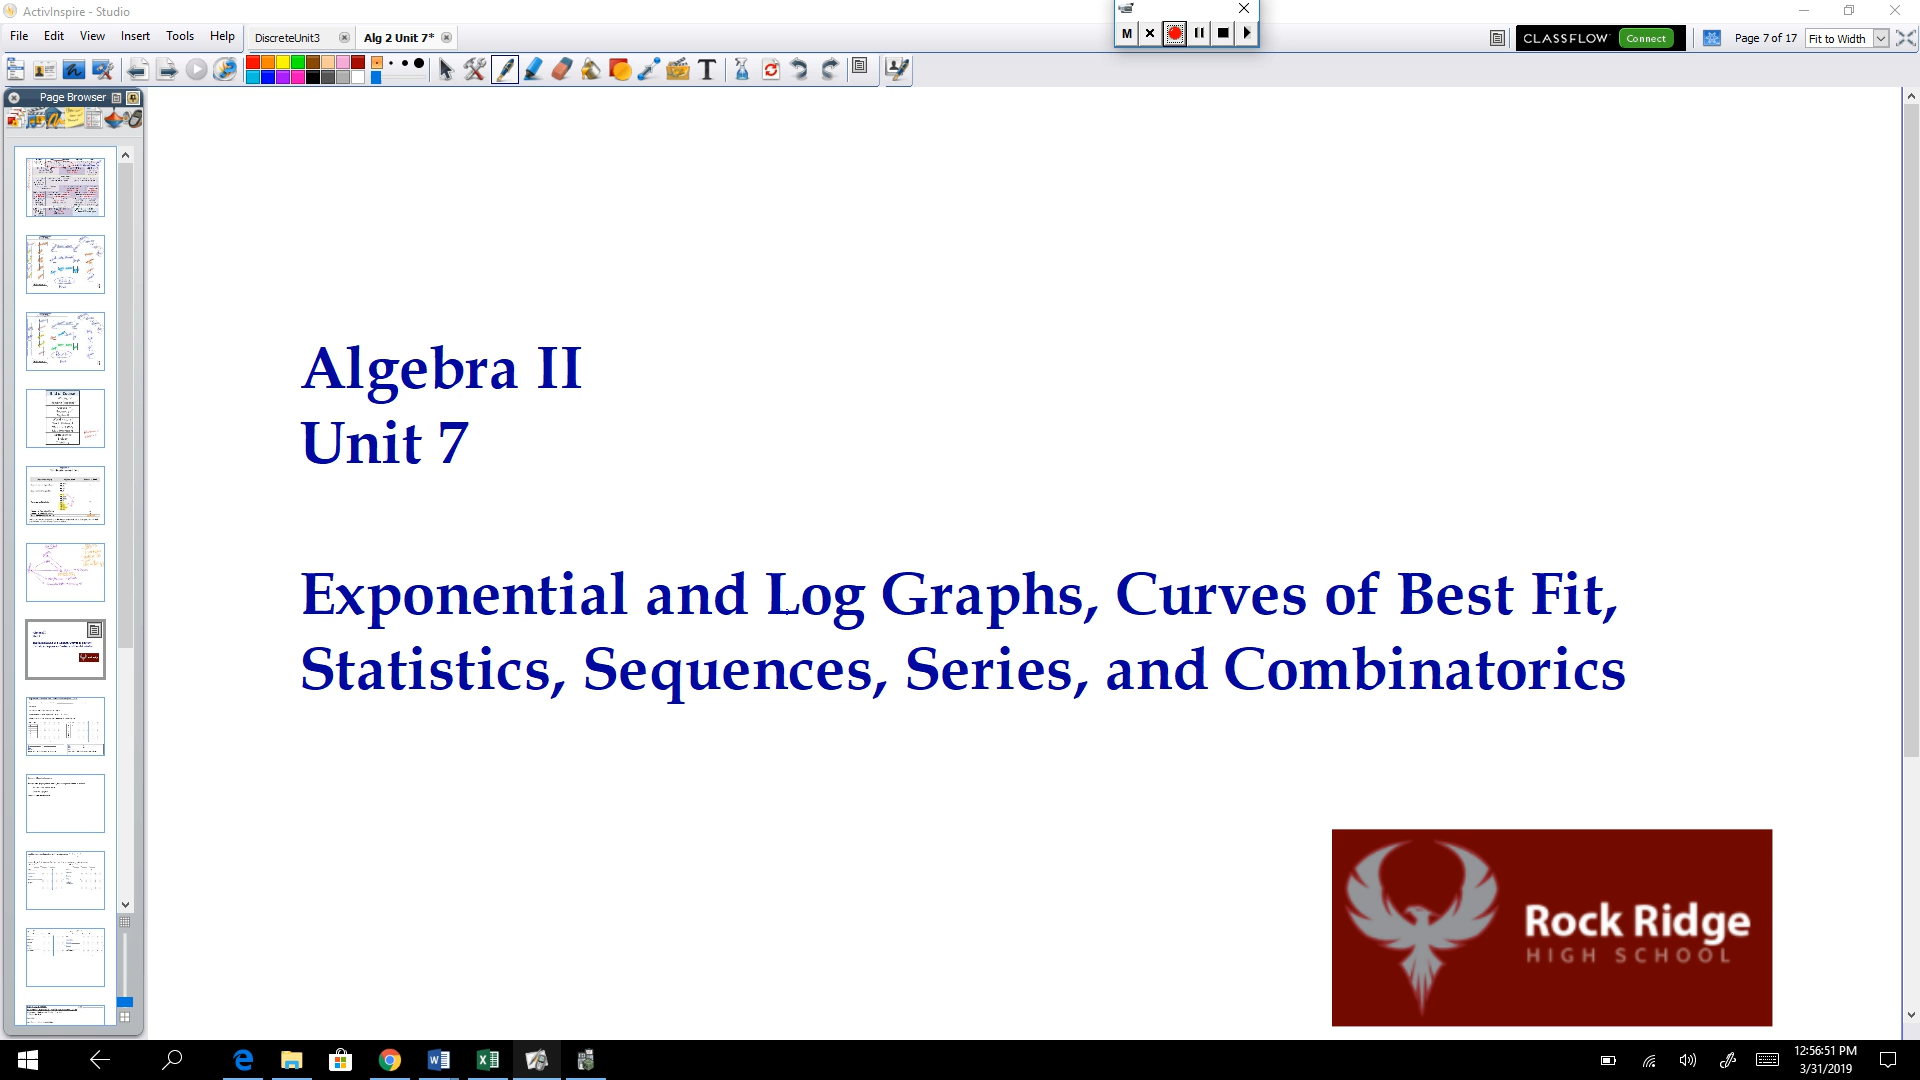 ActivInspire - Studio
File Edit View Insert Tools Help
DiscreteUnit3
Alg 2 Unit 7*
M
CLASSFLOW Connect
Page 7 of 17
Fit to Width
Page Browser
Algebra II
Unit 7
Exponential and Log Graphs, Curves of Best Fit,
Statistics, Sequences, Series, and Combinatorics
Rock Ridge
HIGH SCHOOL
12:56:51 PM
3/31/2019